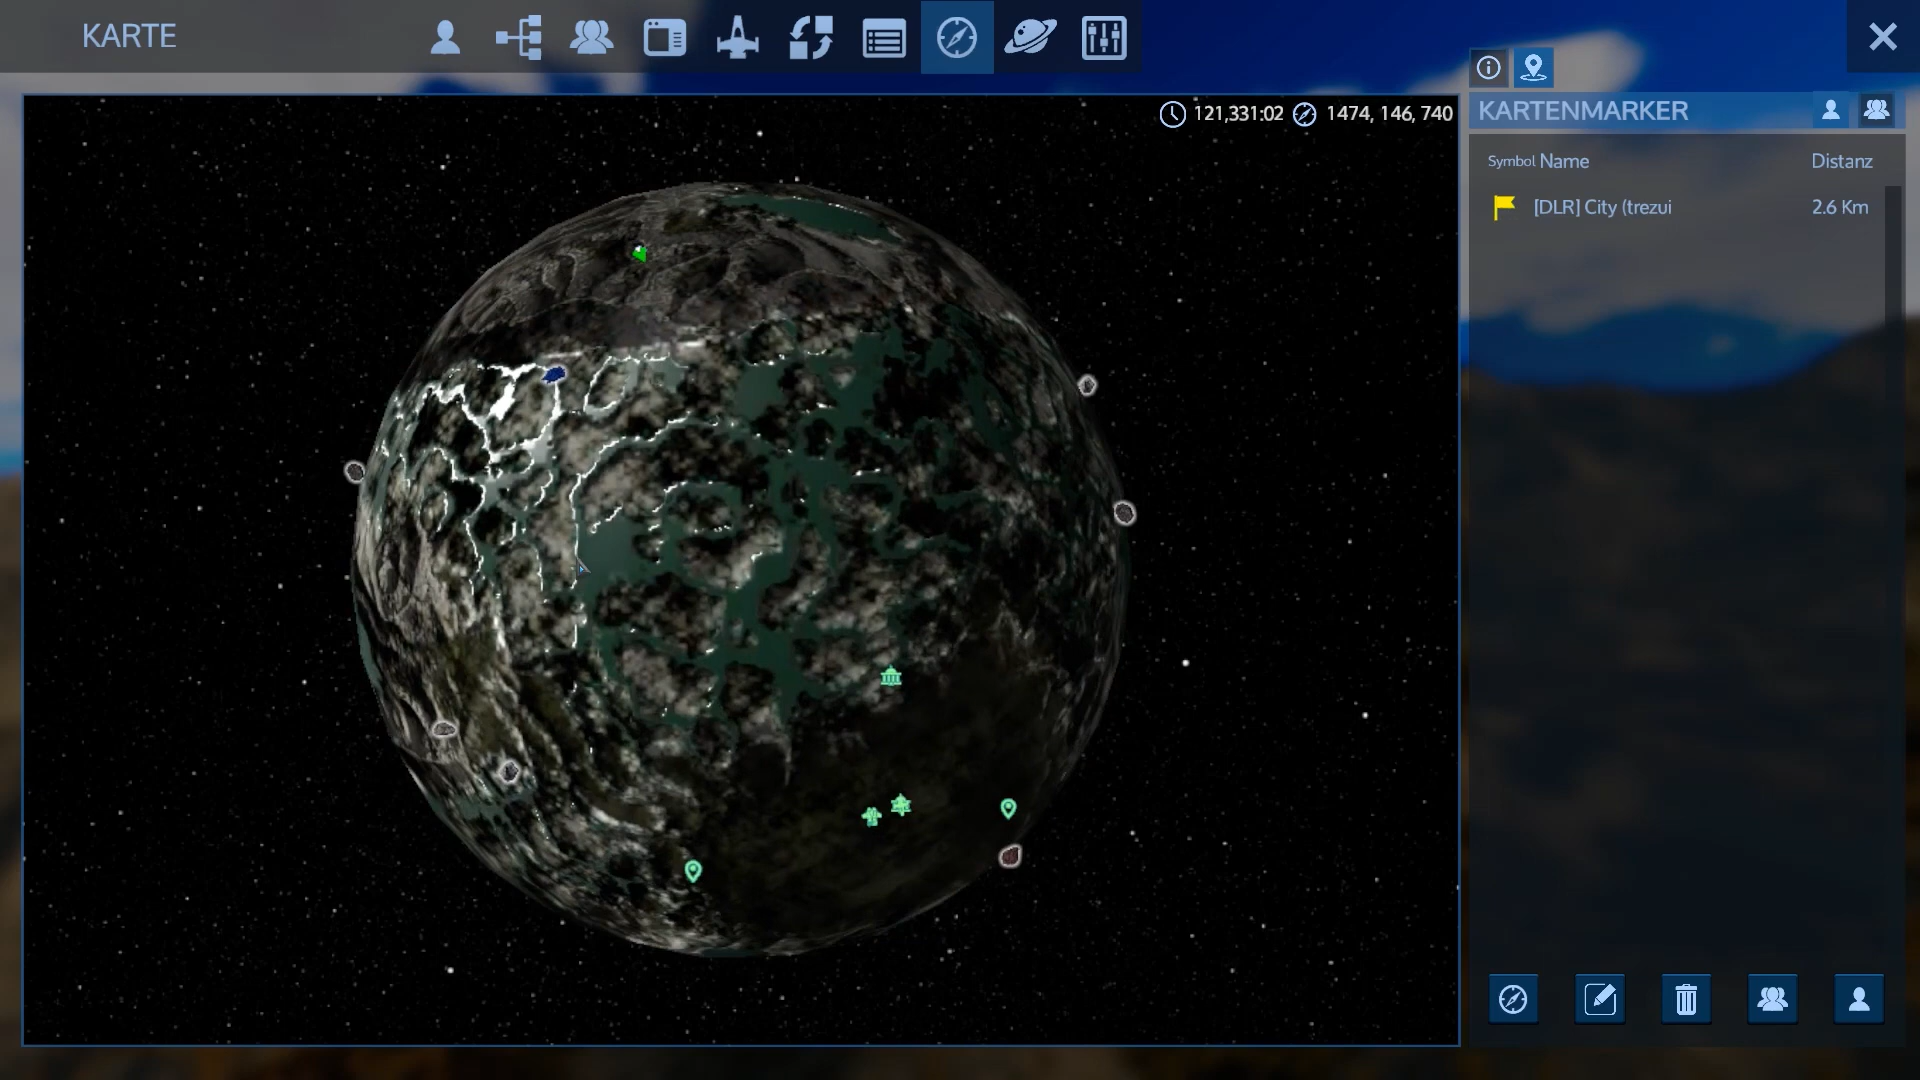 KARTE
121,331:02 1474, 146, 740
KARTENMARKER
Symbol Name Distanz
[DLR] City (trezui 2.6 Km